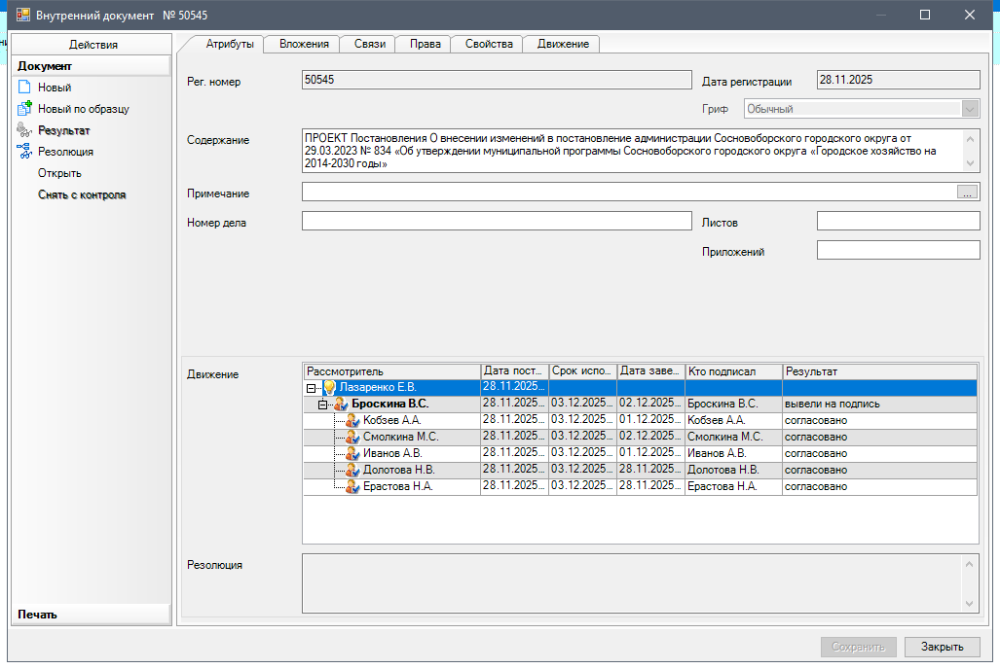 Внутренний документ № 50545
Действия
Документ
Новый
Новый по образцу
Результат
Резолюция
Открыть
Снять с контроля
Печать
Атрибуты Вложения Связи Права Свойства Движение
Рег. номер 50545 Дата регистрации 28.11.2025
Гриф Обычный
Содержание
ПРОЕКТ Постановления О внесении изменений в постановление администрации Сосновоборского городского округа от
29.03.2023 № 834 «Об утверждении муниципальной программы Сосновоборского городского округа «Городское хозяйство на
2014-2030 годы»
Примечание ...
Номер дела Листов
Приложений
Движение
Рассмотритель Дата пост... Срок испо... Дата заве... Кто подписал Результат
Лазаренко Е.В. 28.11.2025...
Броскина В.С. 28.11.2025... 03.12.2025... 02.12.2025... Броскина В.С. вывели на подпись
Кобзев А.А. 28.11.2025... 03.12.2025... 01.12.2025... Кобзев А.А. согласовано
Смолкина М.С. 28.11.2025... 03.12.2025... 02.12.2025... Смолкина М.С. согласовано
Иванов А.В. 28.11.2025... 03.12.2025... 01.12.2025... Иванов А.В. согласовано
Долотова Н.В. 28.11.2025... 03.12.2025... 28.11.2025... Долотова Н.В. согласовано
Ерастова Н.А. 28.11.2025... 03.12.2025... 28.11.2025... Ерастова Н.А. согласовано
Резолюция
Сохранить Закрыть